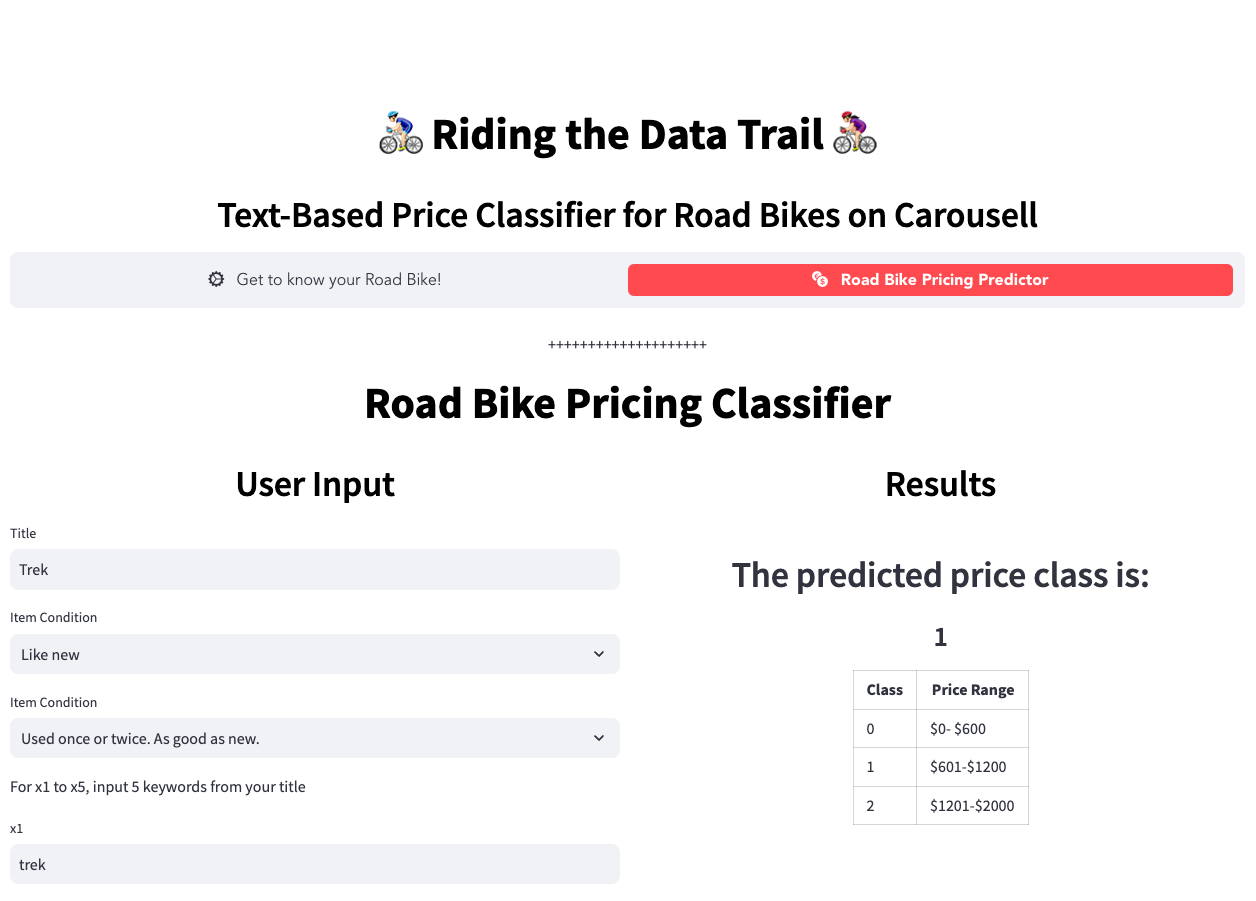 Riding the Data Trail
Text-Based Price Classifier for Road Bikes on Carousell
Get to know your Road Bike!
Road Bike Pricing Predictor
++++++++++++++++++++
Road Bike Pricing Classifier
User Input
Title
Trek
Item Condition
Like new
Item Condition
Used once or twice. As good as new.
For x1 to x5, input 5 keywords from your title
x1
trek
Results
The predicted price class is:
1
Class Price Range
0 $0- $600
1 $601-$1200
2 $1201-$2000